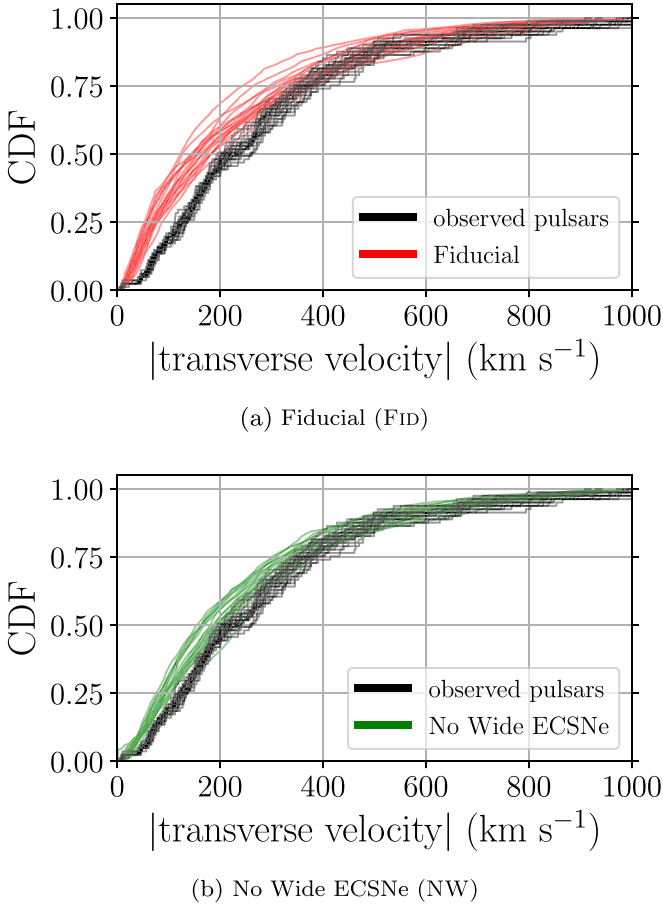 1.00
0.75
0.50
0.25
0.00
CDF
observed pulsars
Fiducial
0 200 400 600 800 1000
|transverse velocity| (km s⁻¹)
(a) Fiducial (FID)
1.00
0.75
0.50
0.25
0.00
CDF
observed pulsars
No Wide ECSNe
0 200 400 600 800 1000
|transverse velocity| (km s⁻¹)
(b) No Wide ECSNe (NW)